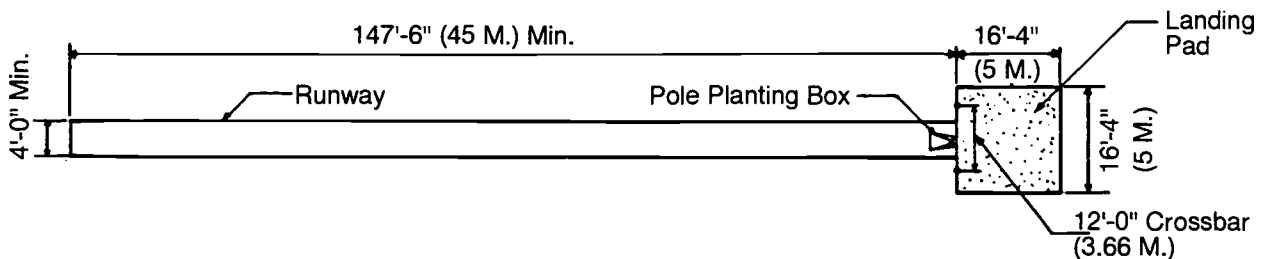 147'-6" (45 M.) Min.
16'-4"
(5 M.)
Landing
Pad
4'-0" Min.
Runway
Pole Planting Box
16'-4"
(5 M.)
12'-0" Crossbar
(3.66 M.)